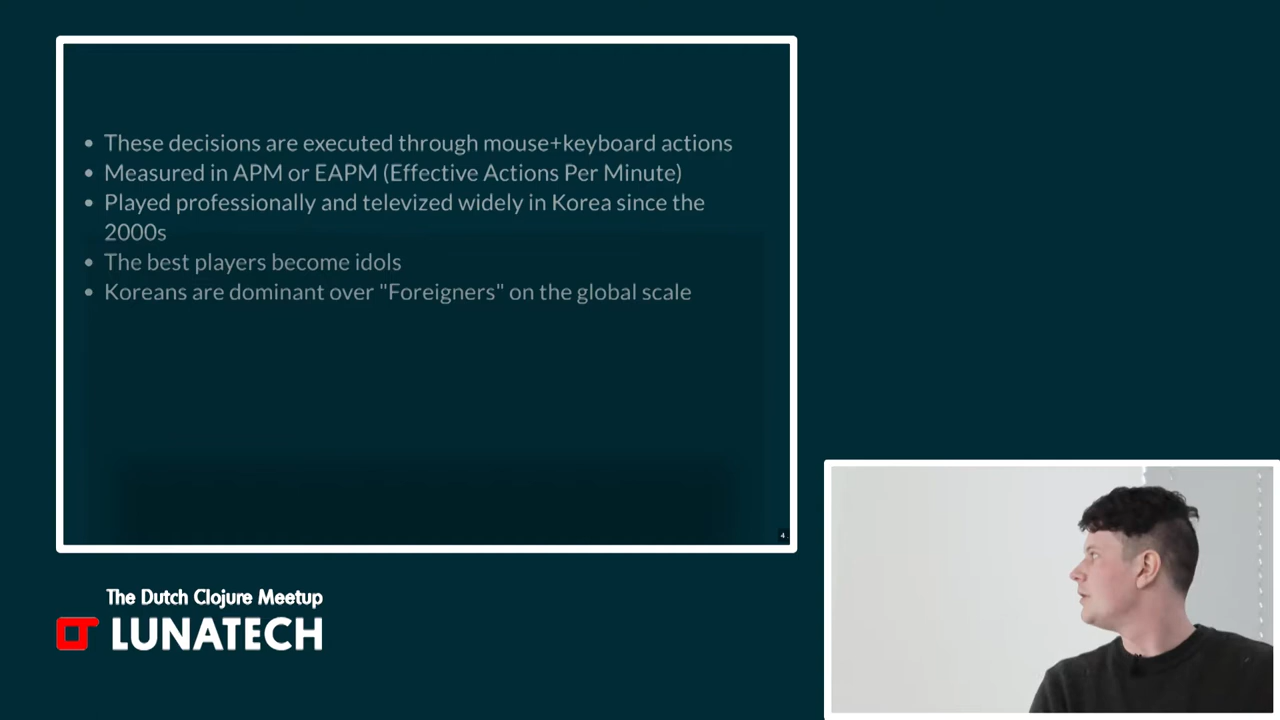 • These decisions are executed through mouse+keyboard actions
• Measured in APM or EAPM (Effective Actions Per Minute)
• Played professionally and televized widely in Korea since the
2000s
• The best players become idols
• Koreans are dominant over "Foreigners" on the global scale
4
The Dutch Clojure Meetup
LUNATECH